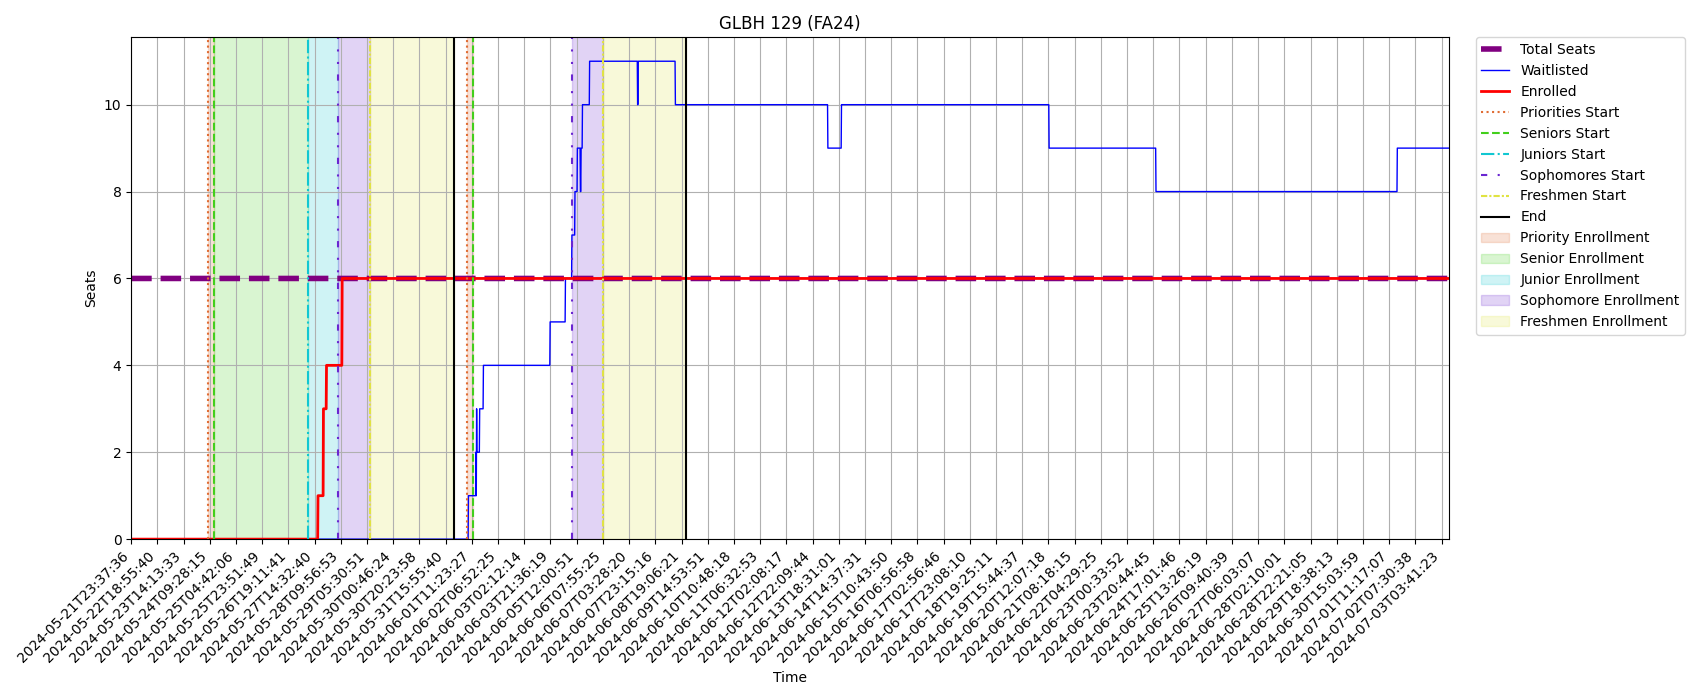 GLBH 129 (FA24)
Seats
10
8
6
4
2
0
2024-05-21T23:37:36
2024-05-22T18:55:40
2024-05-23T14:13:33
2024-05-24T09:28:15
2024-05-25T04:42:06
2024-05-25T23:51:49
2024-05-26T19:11:41
2024-05-27T14:32:40
2024-05-28T09:56:53
2024-05-29T05:30:51
2024-05-30T00:46:24
2024-05-30T20:23:58
2024-05-31T15:55:40
2024-06-01T11:23:27
2024-06-02T06:52:25
2024-06-03T02:12:14
2024-06-03T21:36:19
2024-06-05T12:00:51
2024-06-06T07:55:25
2024-06-07T03:28:20
2024-06-07T23:15:16
2024-06-08T19:06:21
2024-06-09T14:53:51
2024-06-10T10:48:18
2024-06-11T06:32:53
2024-06-12T02:08:17
2024-06-12T22:09:44
2024-06-13T18:31:01
2024-06-14T14:37:31
2024-06-15T10:43:50
2024-06-16T06:56:58
2024-06-17T02:56:46
2024-06-17T23:08:10
2024-06-18T19:25:11
2024-06-19T15:44:37
2024-06-20T12:07:18
2024-06-21T08:18:15
2024-06-22T04:29:25
2024-06-23T00:33:52
2024-06-23T20:44:45
2024-06-24T17:01:46
2024-06-25T13:26:19
2024-06-26T09:40:39
2024-06-27T06:03:07
2024-06-28T02:10:01
2024-06-28T22:21:05
2024-06-29T18:38:13
2024-06-30T15:03:59
2024-07-01T11:17:07
2024-07-02T07:30:38
2024-07-03T03:41:23
Time
Total Seats
Waitlisted
Enrolled
Priorities Start
Seniors Start
Juniors Start
Sophomores Start
Freshmen Start
End
Priority Enrollment
Senior Enrollment
Junior Enrollment
Sophomore Enrollment
Freshmen Enrollment